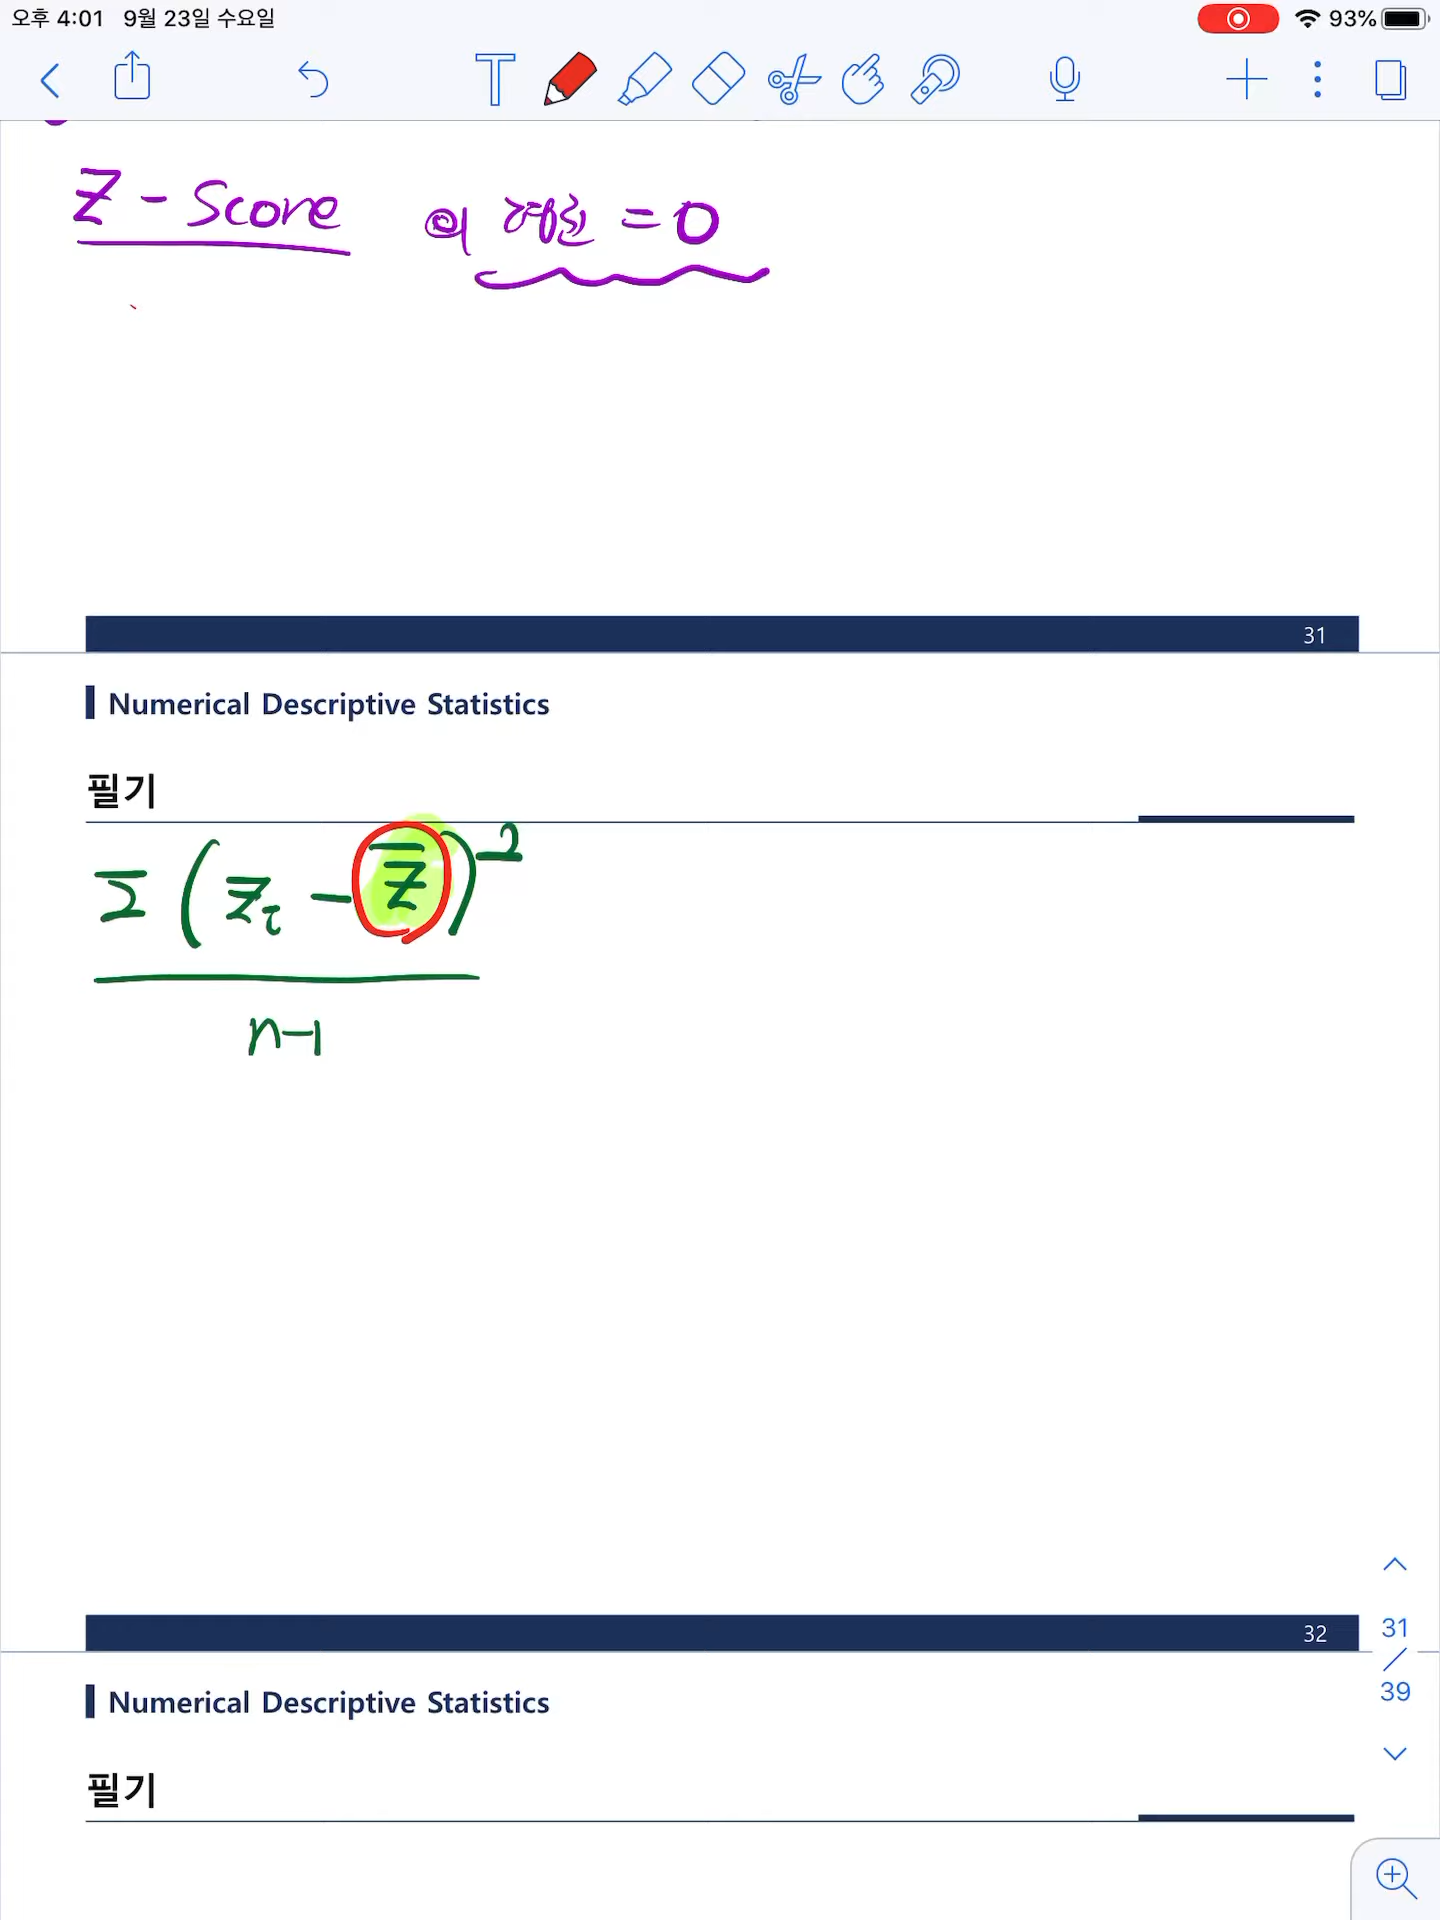 오후 4:01 9월 23일 수요일 93%
T
Z - Score 의 평균 = 0
31
Numerical Descriptive Statistics
필기
Σ (Zᵢ - Z̅)²
n-1
32
31
/
39
Numerical Descriptive Statistics
필기